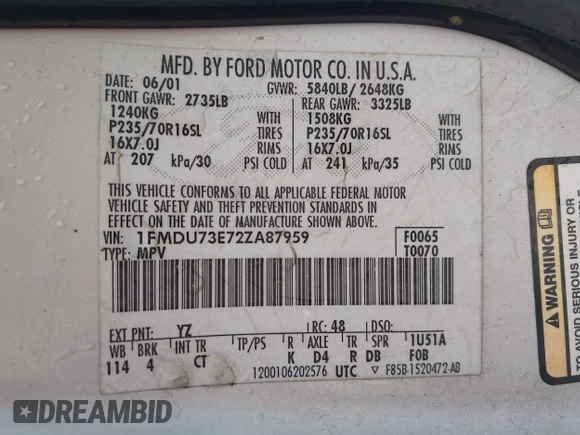 MFD. BY FORD MOTOR CO. IN U.S.A.
DATE: 06/01 GVWR: 5840LB/ 2648KG
FRONT GAWR: 2735LB REAR GAWR: 3325LB
1240KG WITH 1508KG WITH
P235/70R16SL TIRES P235/70R16SL TIRES
16X7.0J RIMS 16X7.0J RIMS
AT 207 kPa/30 PSI COLD AT 241 kPa/35 PSI COLD
THIS VEHICLE CONFORMS TO ALL APPLICABLE FEDERAL MOTOR
VEHICLE SAFETY AND THEFT PREVENTION STANDARDS IN
EFFECT ON THE DATE OF MANUFACTURE SHOWN ABOVE.
VIN: 1FMDU73E72ZA87959 F0065
TYPE: MPV T0070
EXT PNT: YZ RC: 48 DSO:
WB BRK INT TR TP/PS R AXLE TR SPR 1U51A
114 4 CT K D4 R DB F0B
1200106202576 UTC ▽ F85B-1520472-AB
WARNING
TO AVOID SERIOUS INJURY OR
DREAMBID